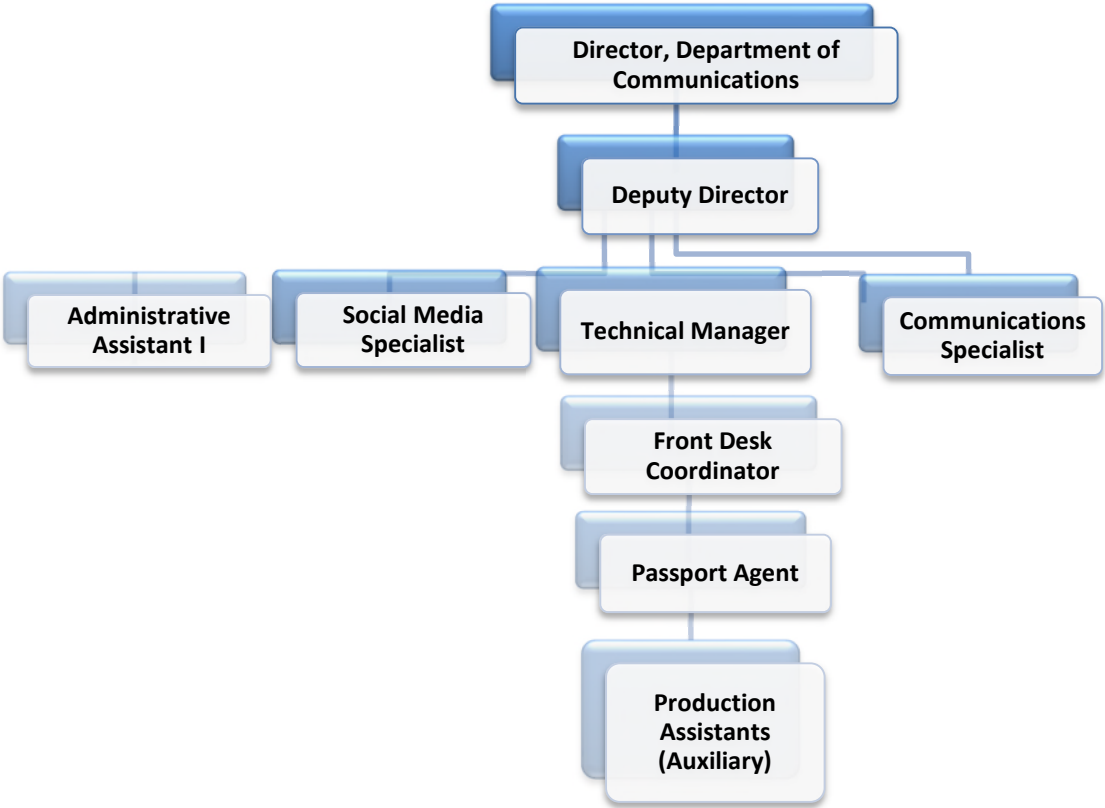 Director, Department of
Communications
Deputy Director
Administrative
Assistant I
Social Media
Specialist
Technical Manager
Communications
Specialist
Front Desk
Coordinator
Passport Agent
Production
Assistants
(Auxiliary)